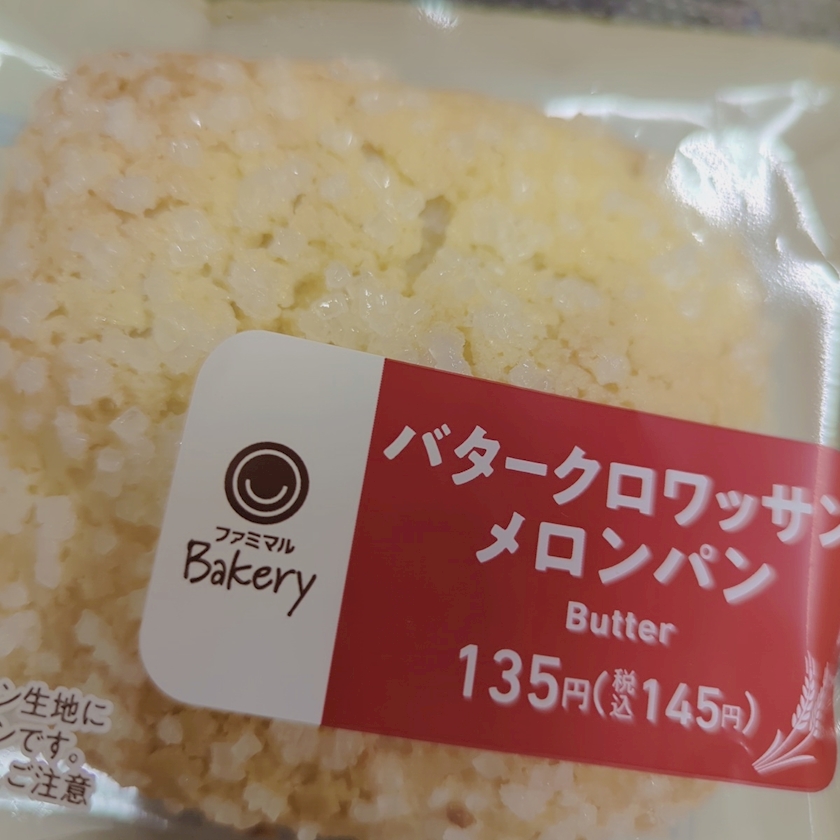 ファミマル
Bakery
バタークロワッサン
メロンパン
Butter
135円(税込145円)
ン生地に
ンです。
ご注意